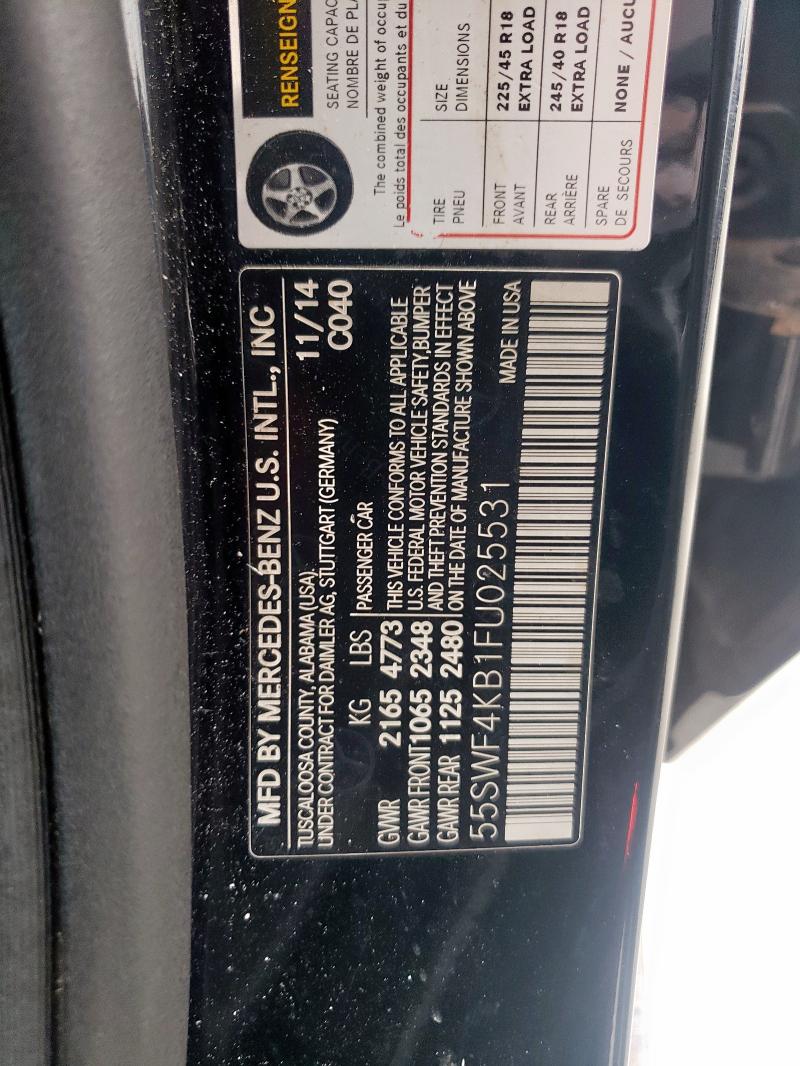 MFD BY MERCEDES-BENZ U.S. INTL., INC
TUSCALOOSA COUNTY, ALABAMA (USA) 11/14
UNDER CONTRACT FOR DAIMLER AG, STUTTGART (GERMANY) C040
KG LBS PASSENGER CAR
GVWR 2165 4773 THIS VEHICLE CONFORMS TO ALL APPLICABLE
GAWR FRONT 1065 2348 U.S. FEDERAL MOTOR VEHICLE SAFETY, BUMPER
GAWR REAR 1125 2480 AND THEFT PREVENTION STANDARDS IN EFFECT
ON THE DATE OF MANUFACTURE SHOWN ABOVE
55SWF4KB1FU025531 MADE IN USA
RENSEIGN
SEATING CAPAC
NOMBRE DE PLA
The combined weight of occup
Le poids total des occupants et du
TIRE SIZE
PNEU DIMENSIONS
FRONT 225/45 R18
AVANT EXTRA LOAD
REAR 245/40 R18
ARRIÈRE EXTRA LOAD
SPARE
DE SECOURS NONE / AUCU